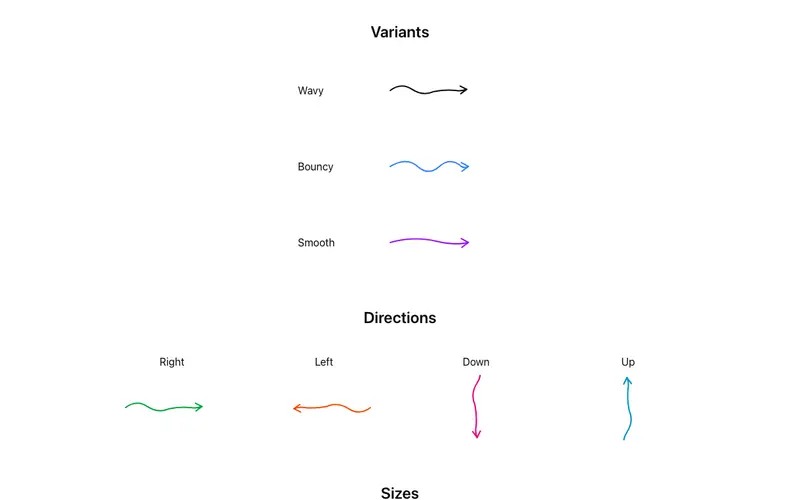 Variants
Wavy
Bouncy
Smooth
Directions
Right
Left
Down
Up
Sizes